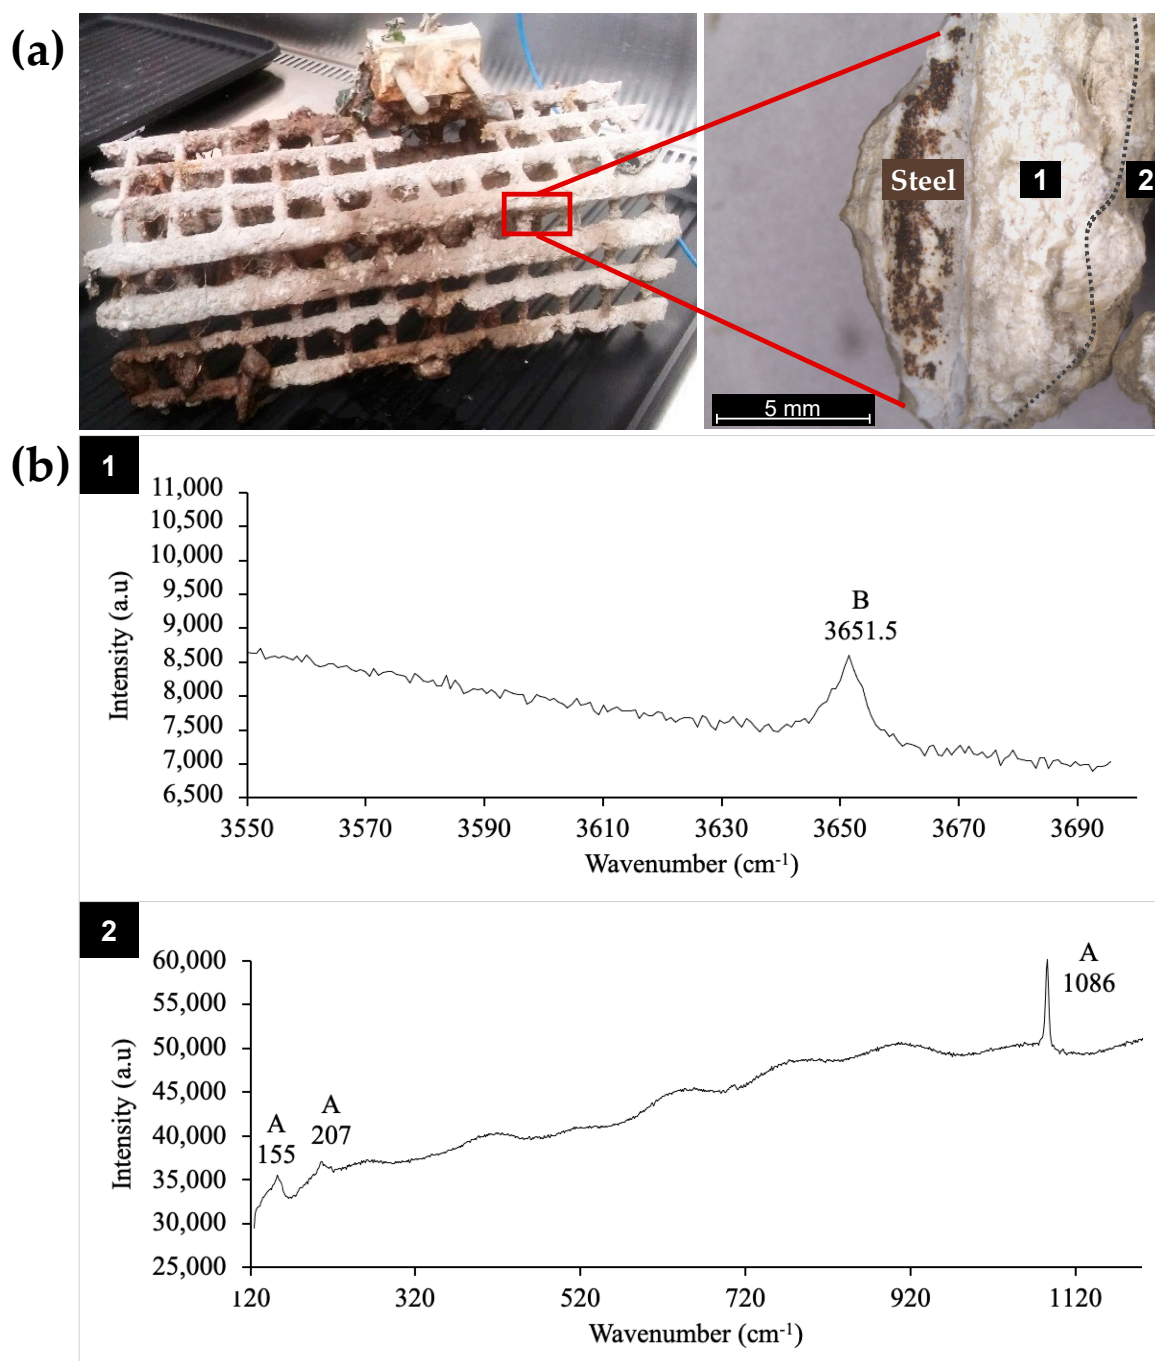 (a)
Steel
1
2
5 mm
(b)
1
11,000
10,500
10,000
9,500
9,000
8,500
8,000
7,500
7,000
6,500
Intensity (a.u)
B
3651.5
3550 3570 3590 3610 3630 3650 3670 3690
Wavenumber (cm-1)
2
60,000
55,000
50,000
45,000
40,000
35,000
30,000
25,000
Intensity (a.u)
A
155
A
207
A
1086
120 320 520 720 920 1120
Wavenumber (cm-1)